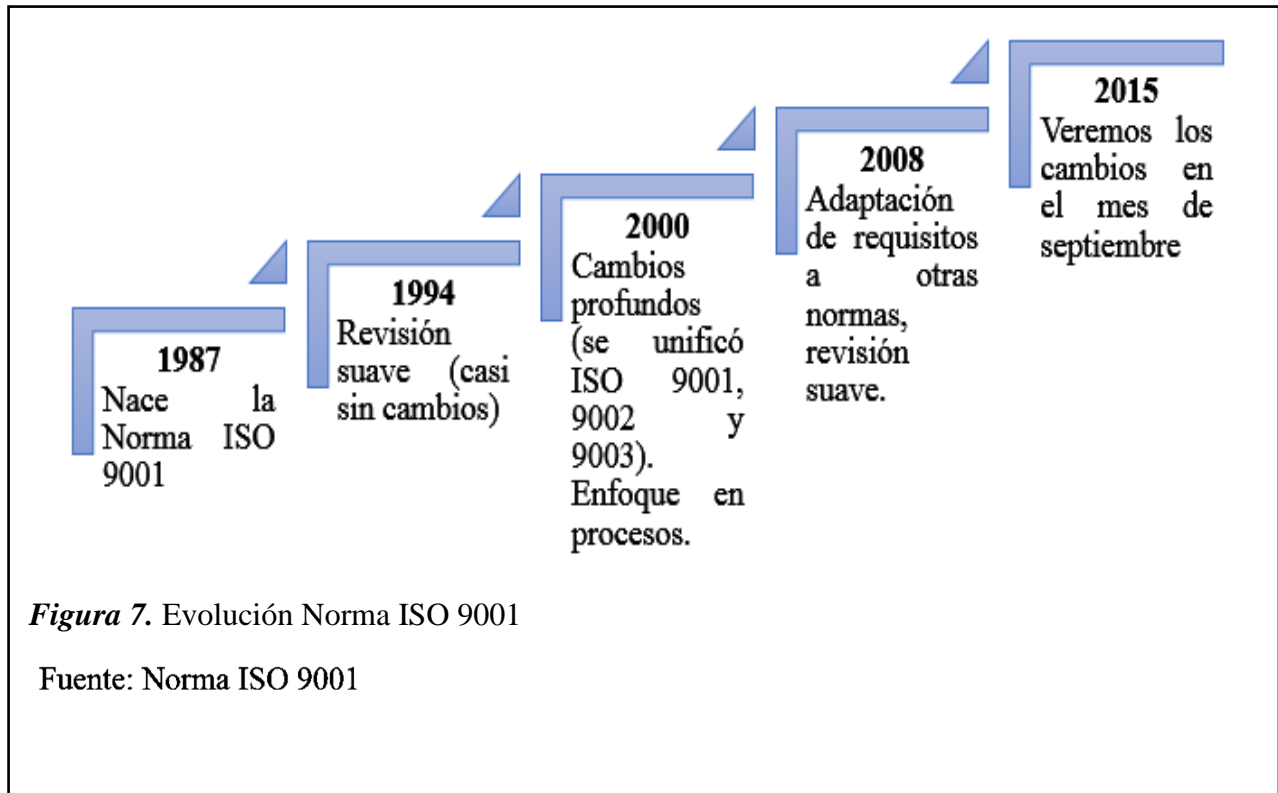 1987
Nace la
Norma ISO
9001
1994
Revisión
suave (casi
sin cambios)
2000
Cambios
profundos
(se unificó
ISO 9001,
9002 y
9003).
Enfoque en
procesos.
2008
Adaptación
de requisitos
a otras
normas,
revisión
suave.
2015
Veremos los
cambios en
el mes de
septiembre
Figura 7. Evolución Norma ISO 9001
Fuente: Norma ISO 9001